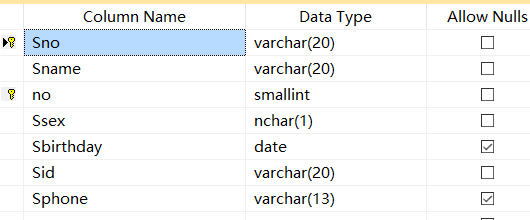 Column Name Data Type Allow Nulls
Sno varchar(20)
Sname varchar(20)
no smallint
Ssex nchar(1)
Sbirthday date
Sid varchar(20)
Sphone varchar(13)